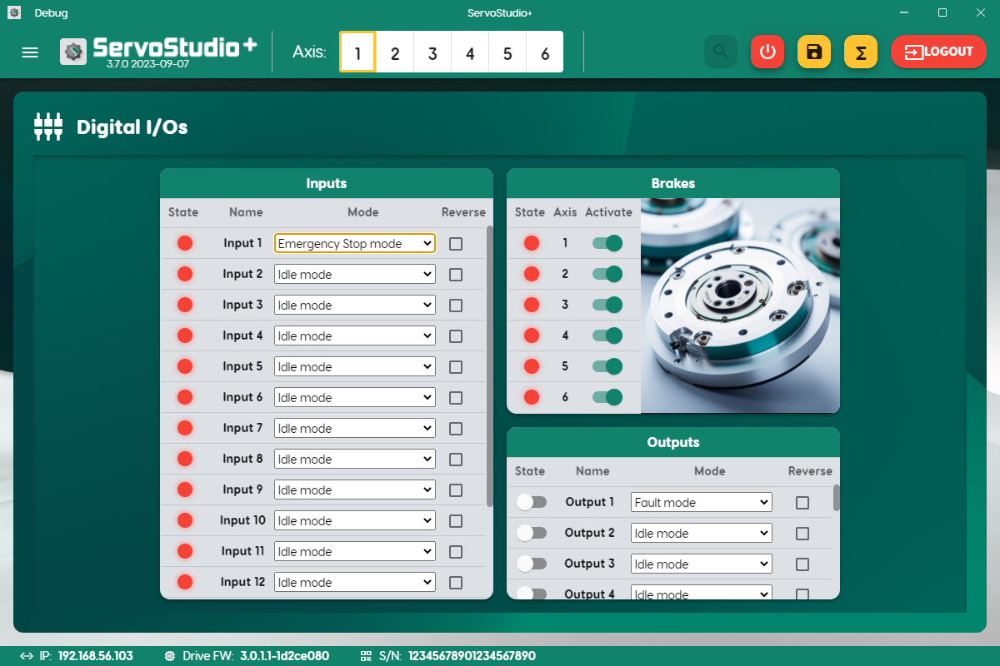 Debug
ServoStudio+
ServoStudio+
3.7.0 2023-09-07
Axis:
1 2 3 4 5 6
Σ
LOGOUT
Digital I/Os
Inputs
State Name Mode Reverse
Input 1 Emergency Stop mode
Input 2 Idle mode
Input 3 Idle mode
Input 4 Idle mode
Input 5 Idle mode
Input 6 Idle mode
Input 7 Idle mode
Input 8 Idle mode
Input 9 Idle mode
Input 10 Idle mode
Input 11 Idle mode
Input 12 Idle mode
Brakes
State Axis Activate
1
2
3
4
5
6
Outputs
State Name Mode Reverse
Output 1 Fault mode
Output 2 Idle mode
Output 3 Idle mode
Output 4 Idle mode
IP: 192.168.56.103
Drive FW: 3.0.1.1-1d2ce080
S/N: 12345678901234567890